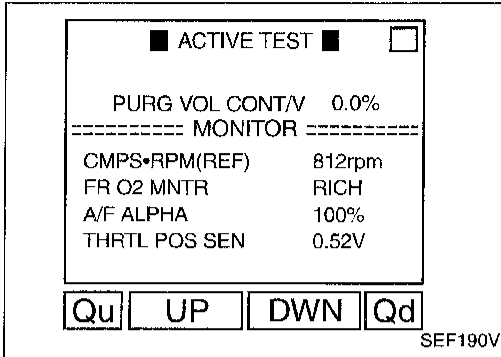 ■ ACTIVE TEST ■
PURG VOL CONT/V 0.0%
========= MONITOR =========
CMPS•RPM(REF) 812rpm
FR O2 MNTR RICH
A/F ALPHA 100%
THRTL POS SEN 0.52V
Qu UP DWN Qd
SEF190V